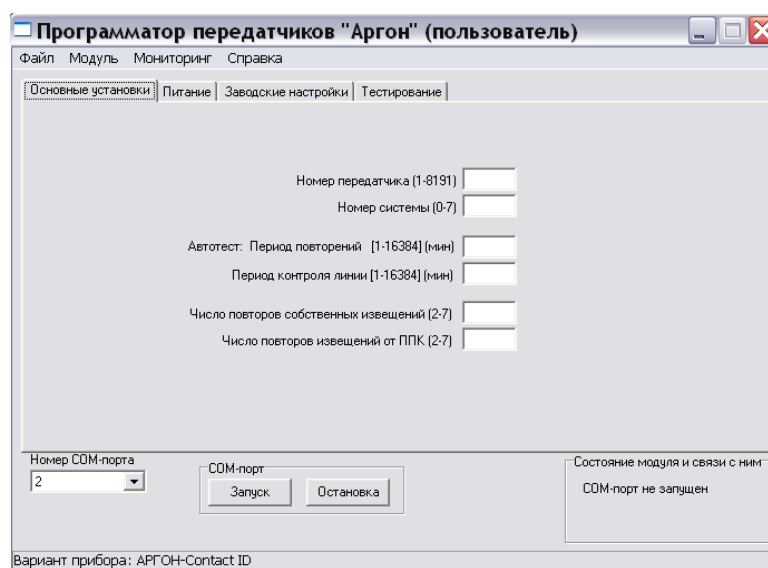 Программатор передатчиков "Аргон" (пользователь)
Файл Модуль Мониторинг Справка
Основные установки Питание Заводские настройки Тестирование
Номер передатчика (1-8191)
Номер системы (0-7)
Автотест: Период повторений [1-16384] (мин)
Период контроля линии [1-16384] (мин)
Число повторов собственных извещений (2-7)
Число повторов извещений от ППК (2-7)
Номер COM-порта
2
COM-порт
Запуск Остановка
Состояние модуля и связи с ним
COM-порт не запущен
Вариант прибора: АРГОН-Contact ID